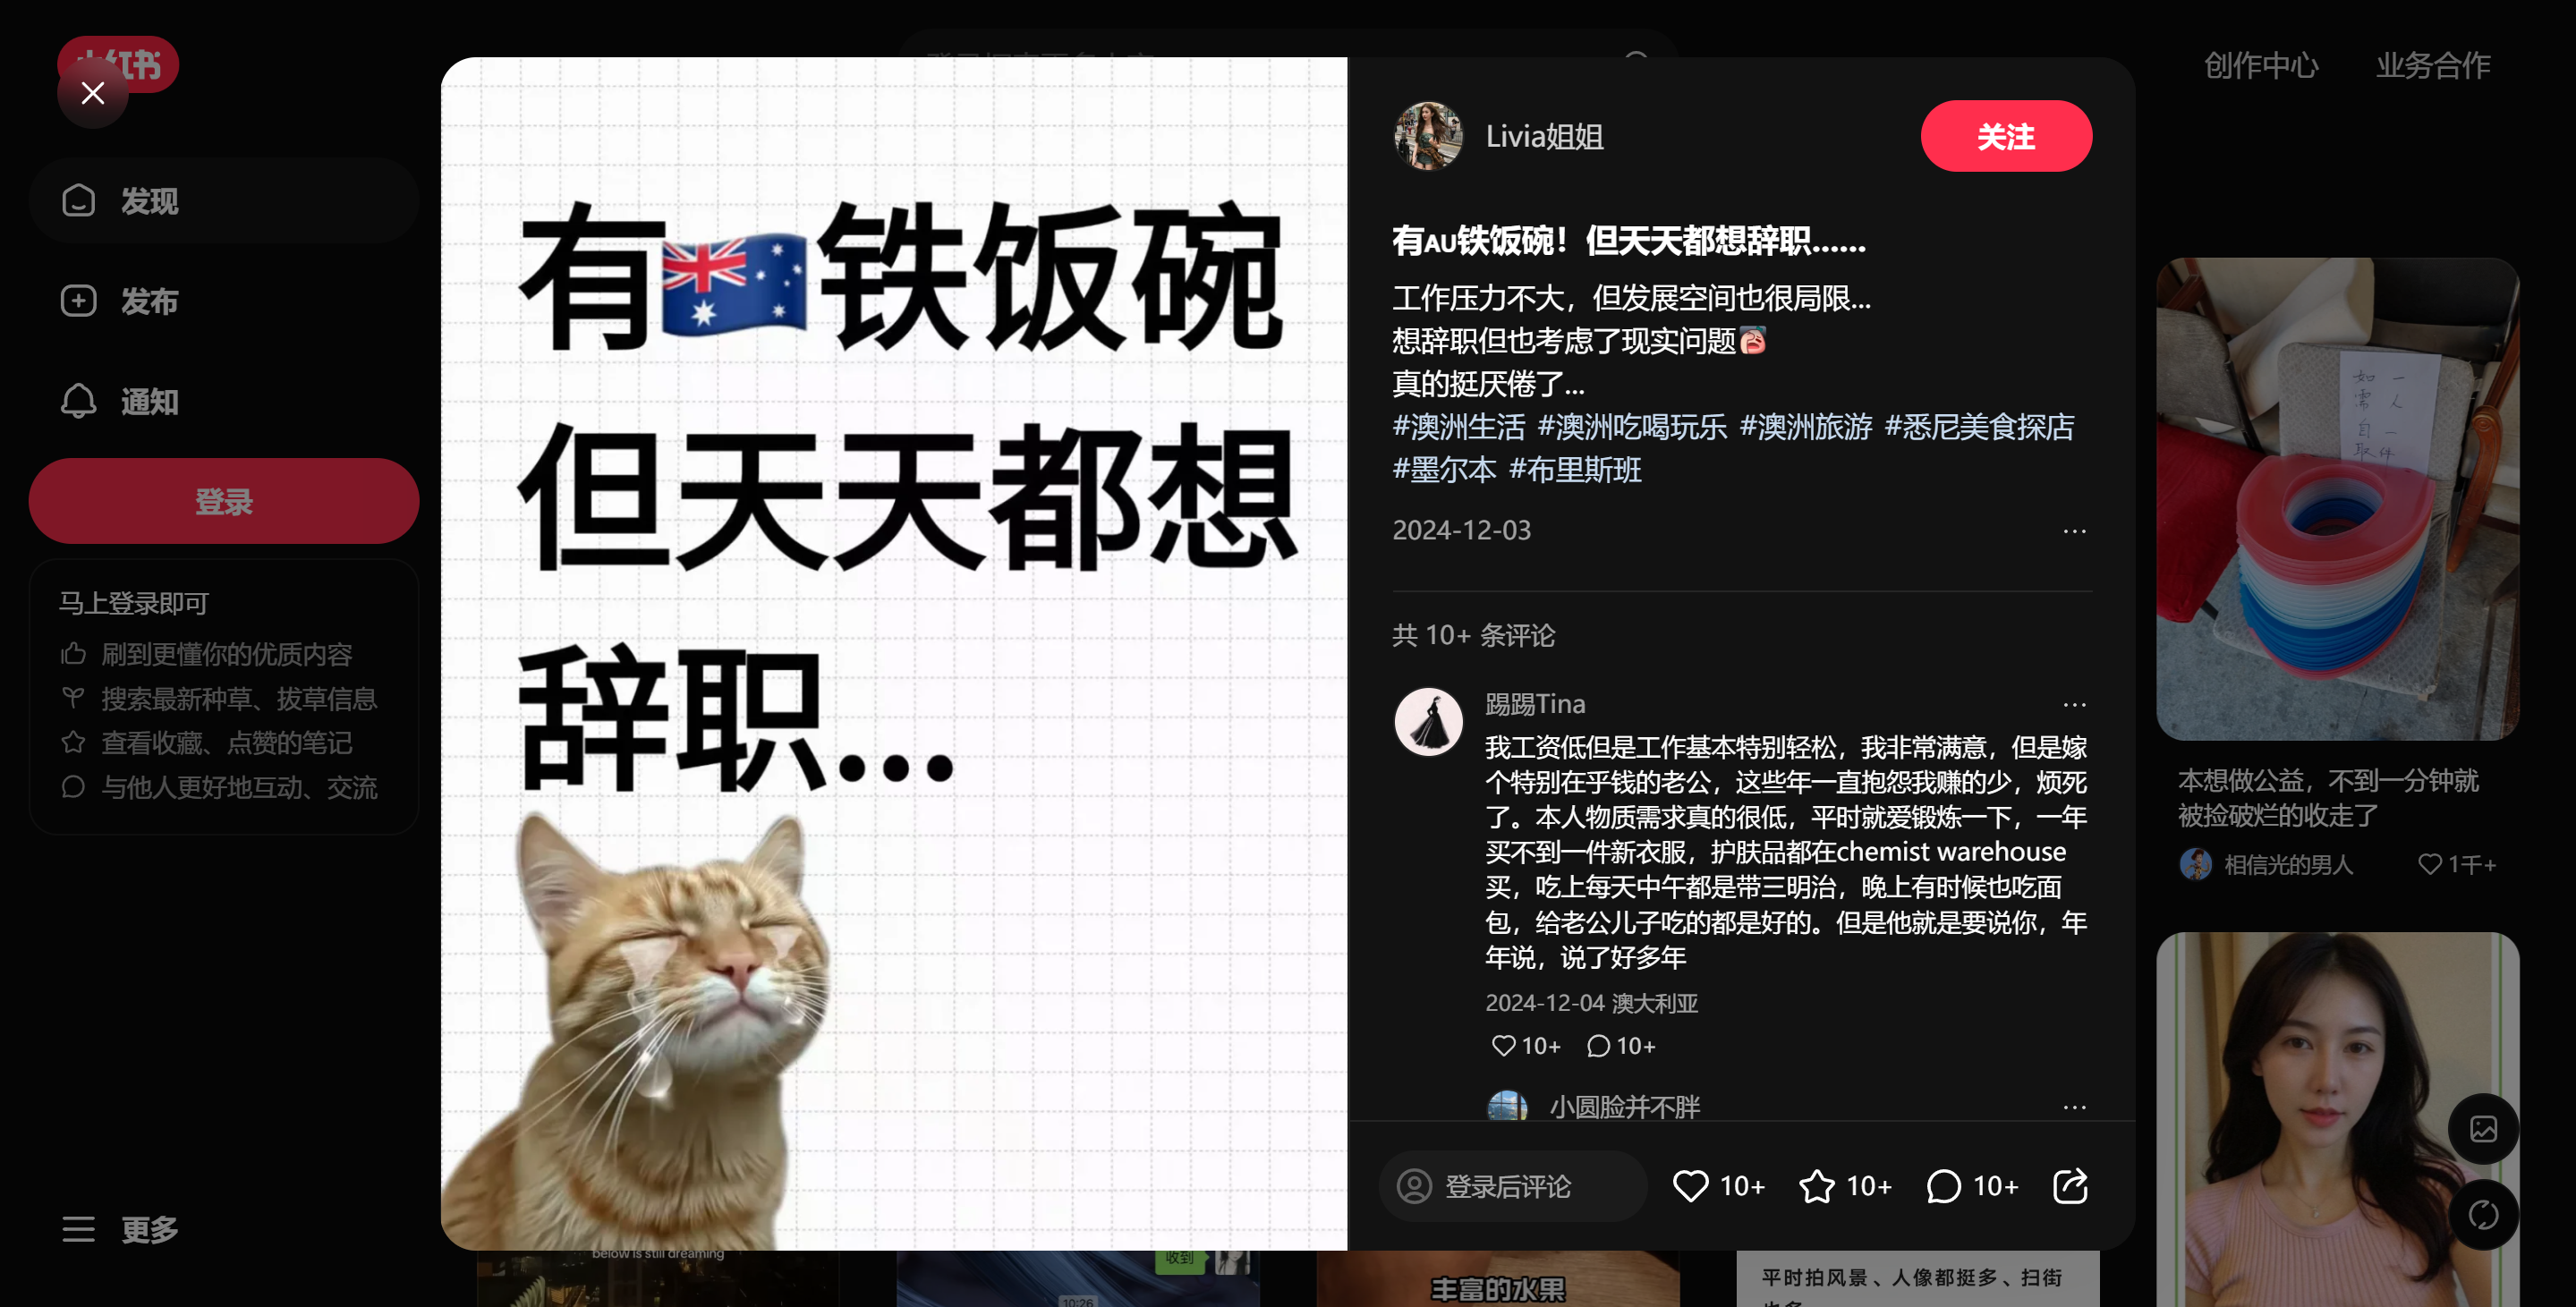 创作中心
业务合作
发现
发布
通知
登录
马上登录即可
刷到更懂你的优质内容
搜索最新种草、拔草信息
查看收藏、点赞的笔记
与他人更好地互动、交流
更多
有🇦🇺铁饭碗
但天天都想
辞职...
Livia姐姐
关注
有AU铁饭碗！但天天都想辞职......
工作压力不大，但发展空间也很局限...
想辞职但也考虑了现实问题
真的挺厌倦了...
#澳洲生活 #澳洲吃喝玩乐 #澳洲旅游 #悉尼美食探店
#墨尔本 #布里斯班
2024-12-03
共 10+ 条评论
踢踢Tina
我工资低但是工作基本特别轻松，我非常满意，但是嫁
个特别在乎钱的老公，这些年一直抱怨我赚的少，烦死
了。本人物质需求真的很低，平时就爱锻炼一下，一年
买不到一件新衣服，护肤品都在chemist warehouse
买，吃上每天中午都是带三明治，晚上有时候也吃面
包，给老公儿子吃的都是好的。但是他就是要说你，年
年说，说了好多年
2024-12-04 澳大利亚
10+ 10+
小圆脸并不胖
登录后评论
10+ 10+ 10+
一人一件
如需自取
本想做公益，不到一分钟就
被捡破烂的收走了
相信光的男人
1千+
below is still dreaming
收到
10:26
丰富的水果
平时拍风景、人像都挺多、扫街